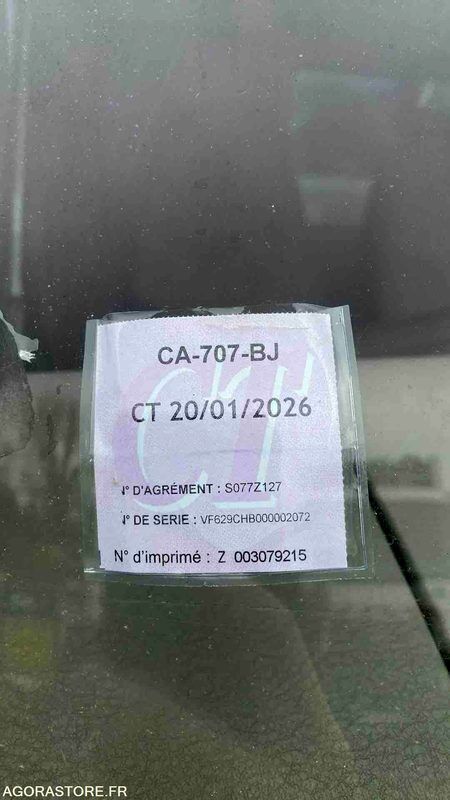 CA-707-BJ
CT 20/01/2026
N° D'AGRÉMENT : S077Z127
N° DE SERIE : VF629CHB000002072
N° d'imprimé : Z 003079215
AGORASTORE.FR